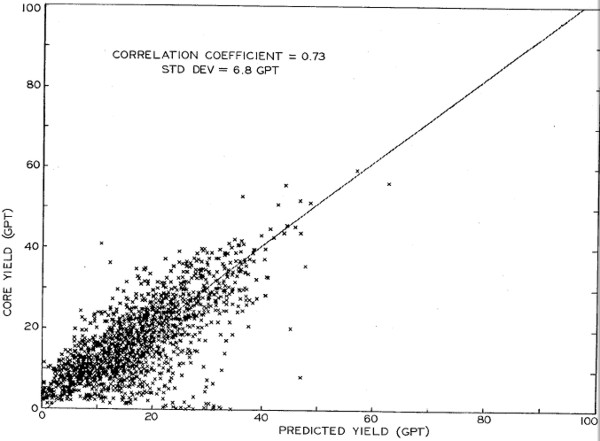 100
80
60
40
20
0
CORE YIELD (GPT)
CORRELATION COEFFICIENT = 0.73
STD DEV = 6.8 GPT
0 20 40 60 80 100
PREDICTED YIELD (GPT)